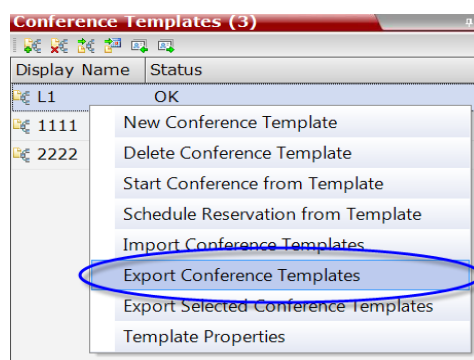 Conference Templates (3)
Display Name Status
L1 OK
1111
2222
New Conference Template
Delete Conference Template
Start Conference from Template
Schedule Reservation from Template
Import Conference Templates
Export Conference Templates
Export Selected Conference Templates
Template Properties